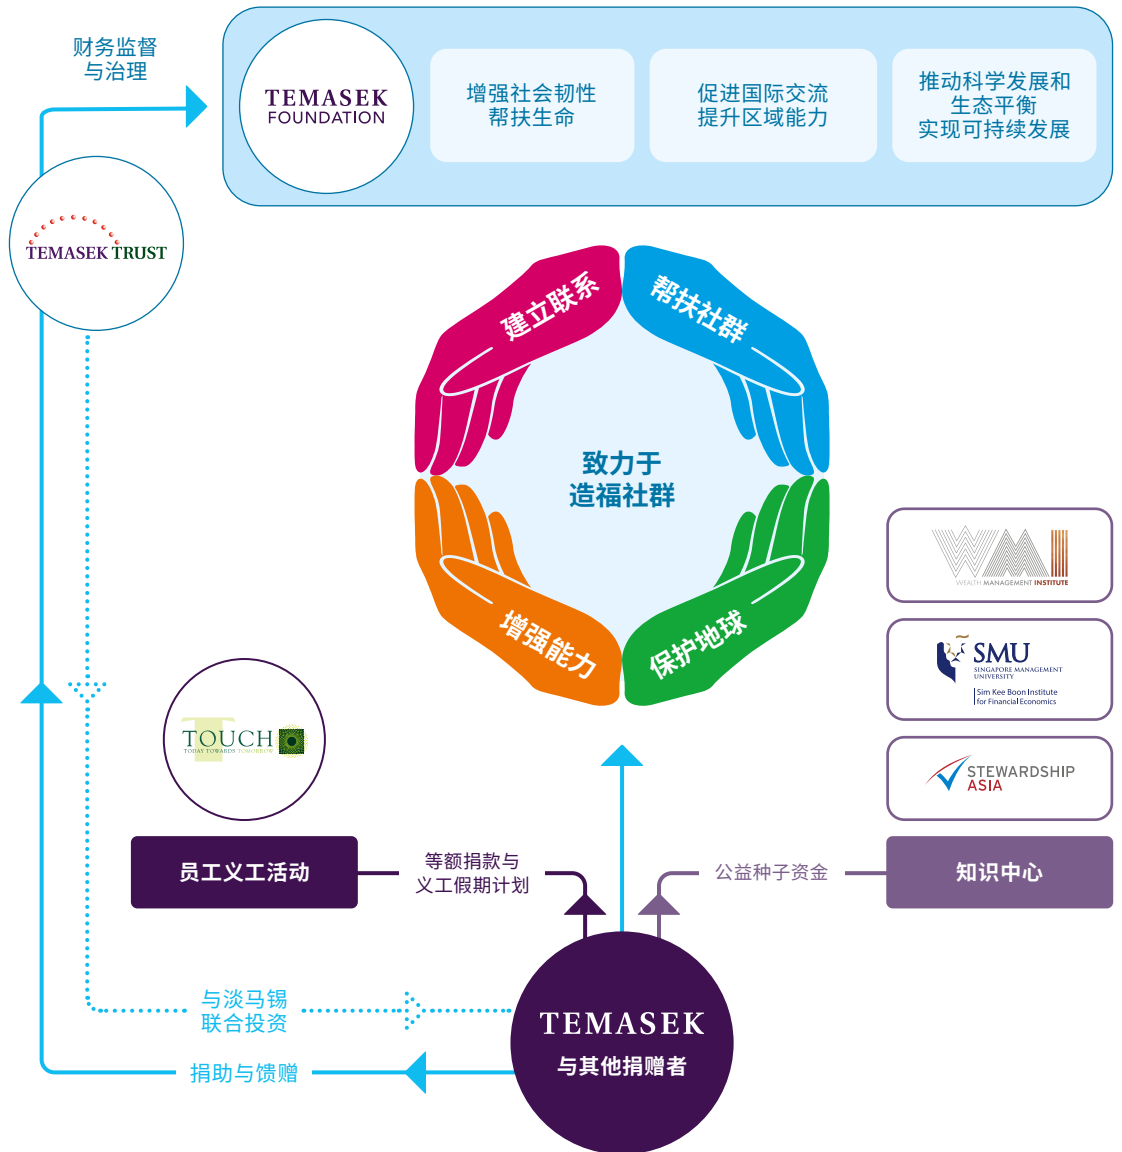 财务监督
与治理
TEMASEK
FOUNDATION
增强社会韧性
帮扶生命
促进国际交流
提升区域能力
推动科学发展和
生态平衡
实现可持续发展
TEMASEK TRUST
建立联系
帮扶社群
致力于
造福社群
增强能力
保护地球
WMI
WEALTH MANAGEMENT INSTITUTE
SMU
SINGAPORE MANAGEMENT
UNIVERSITY
Sim Kee Boon Institute
for Financial Economics
STEWARDSHIP
ASIA
TOUCH
TODAY TOWARDS TOMORROW
员工义工活动
等额捐款与
义工假期计划
公益种子资金
知识中心
与淡马锡
联合投资
捐助与馈赠
TEMASEK
与其他捐赠者